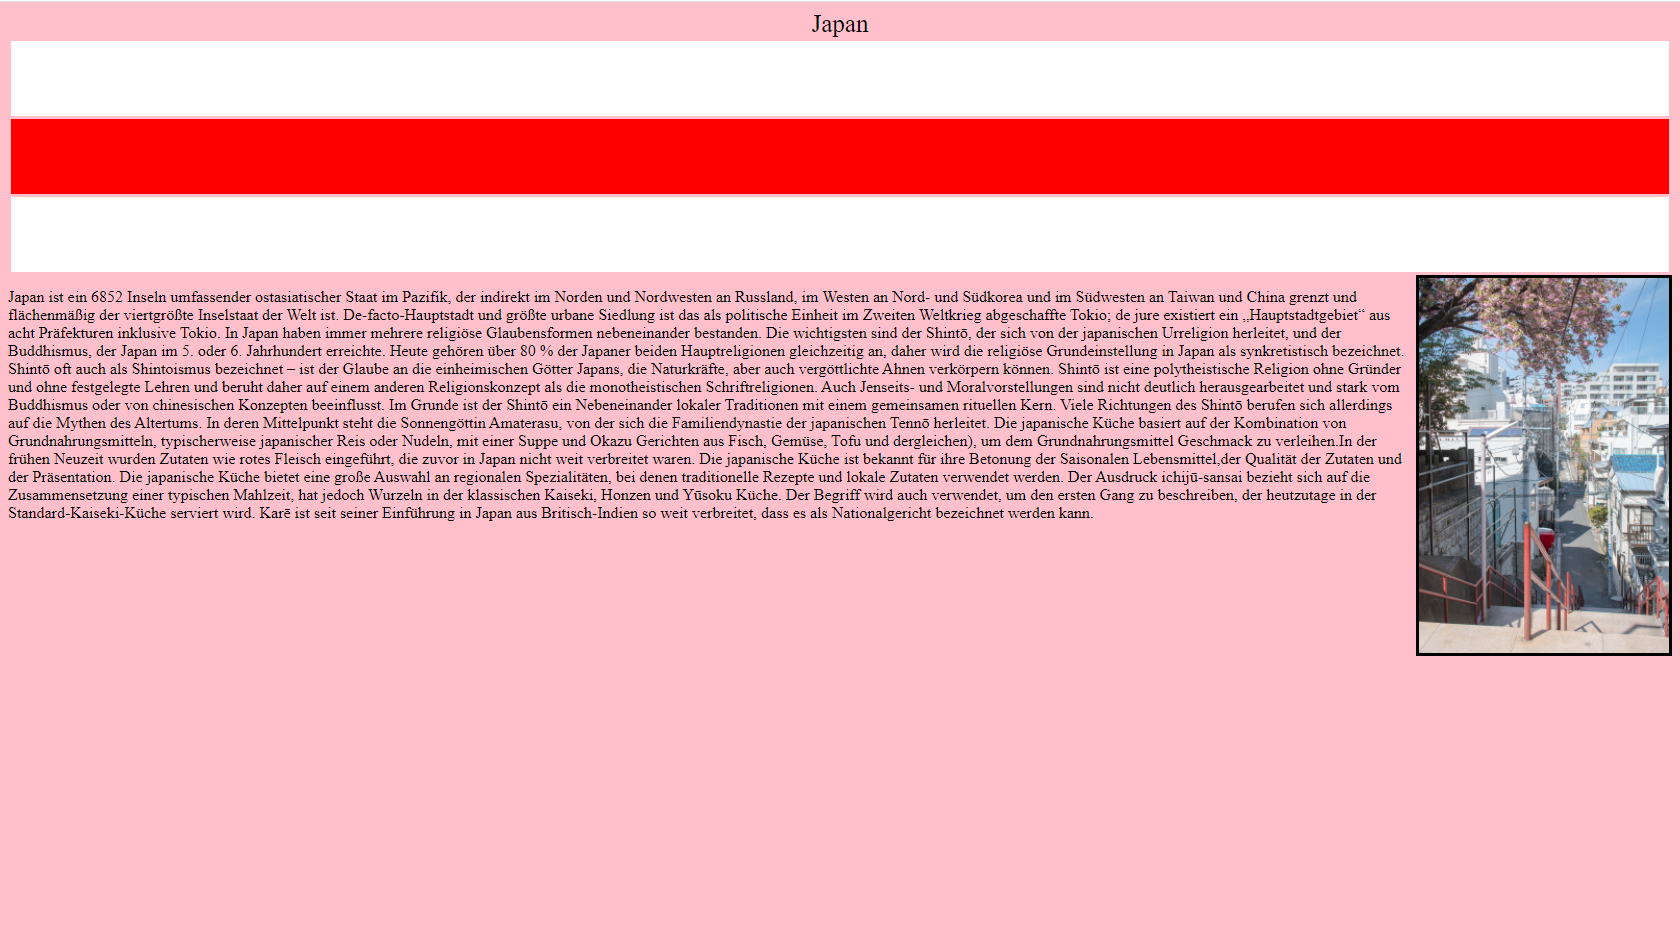 Japan
Japan ist ein 6852 Inseln umfassender ostasiatischer Staat im Pazifik, der indirekt im Norden und Nordwesten an Russland, im Westen an Nord- und Südkorea und im Südwesten an Taiwan und China grenzt und
flächenmäßig der viertgrößte Inselstaat der Welt ist. De-facto-Hauptstadt und größte urbane Siedlung ist das als politische Einheit im Zweiten Weltkrieg abgeschaffte Tokio; de jure existiert ein „Hauptstadtgebiet“ aus
acht Präfekturen inklusive Tokio. In Japan haben immer mehrere religiöse Glaubensformen nebeneinander bestanden. Die wichtigsten sind der Shintō, der sich von der japanischen Urreligion herleitet, und der
Buddhismus, der Japan im 5. oder 6. Jahrhundert erreichte. Heute gehören über 80 % der Japaner beiden Hauptreligionen gleichzeitig an, daher wird die religiöse Grundeinstellung in Japan als synkretistisch bezeichnet.
Shintō oft auch als Shintoismus bezeichnet – ist der Glaube an die einheimischen Götter Japans, die Naturkräfte, aber auch vergöttlichte Ahnen verkörpern können. Shintō ist eine polytheistische Religion ohne Gründer
und ohne festgelegte Lehren und beruht daher auf einem anderen Religionskonzept als die monotheistischen Schriftreligionen. Auch Jenseits- und Moralvorstellungen sind nicht deutlich herausgearbeitet und stark vom
Buddhismus oder von chinesischen Konzepten beeinflusst. Im Grunde ist der Shintō ein Nebeneinander lokaler Traditionen mit einem gemeinsamen rituellen Kern. Viele Richtungen des Shintō berufen sich allerdings
auf die Mythen des Altertums. In deren Mittelpunkt steht die Sonnengöttin Amaterasu, von der sich die Familiendynastie der japanischen Tennō herleitet. Die japanische Küche basiert auf der Kombination von
Grundnahrungsmitteln, typischerweise japanischer Reis oder Nudeln, mit einer Suppe und Okazu Gerichten aus Fisch, Gemüse, Tofu und dergleichen), um dem Grundnahrungsmittel Geschmack zu verleihen.In der
frühen Neuzeit wurden Zutaten wie rotes Fleisch eingeführt, die zuvor in Japan nicht weit verbreitet waren. Die japanische Küche ist bekannt für ihre Betonung der Saisonalen Lebensmittel,der Qualität der Zutaten und
der Präsentation. Die japanische Küche bietet eine große Auswahl an regionalen Spezialitäten, bei denen traditionelle Rezepte und lokale Zutaten verwendet werden. Der Ausdruck ichijū-sansai bezieht sich auf die
Zusammensetzung einer typischen Mahlzeit, hat jedoch Wurzeln in der klassischen Kaiseki, Honzen und Yūsoku Küche. Der Begriff wird auch verwendet, um den ersten Gang zu beschreiben, der heutzutage in der
Standard-Kaiseki-Küche serviert wird. Karē ist seit seiner Einführung in Japan aus Britisch-Indien so weit verbreitet, dass es als Nationalgericht bezeichnet werden kann.